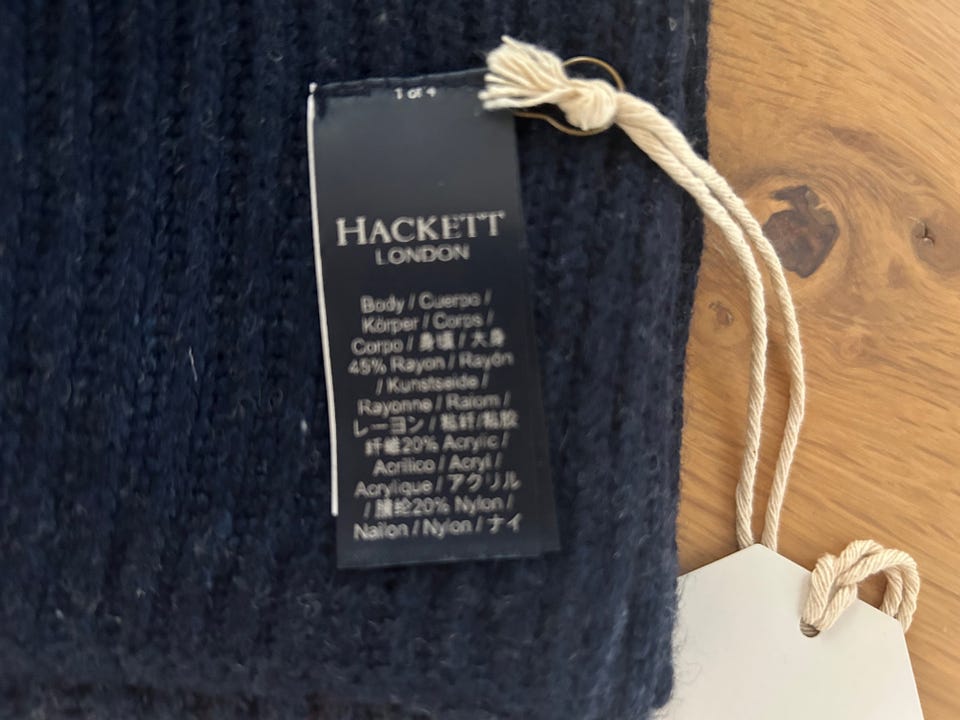 1 of 4
HACKETT
LONDON
Body / Cuerpo /
Körper / Corps /
Corpo / 身頃 / 大身
45% Rayon / Rayón
/ Kunstseide /
Rayonne / Raiom /
レーヨン / 粘纤/粘胶
纤维20% Acrylic /
Acrílico / Acryl /
Acrylique / アクリル
/ 腈纶20% Nylon /
Nailon / Nylon / ナイ